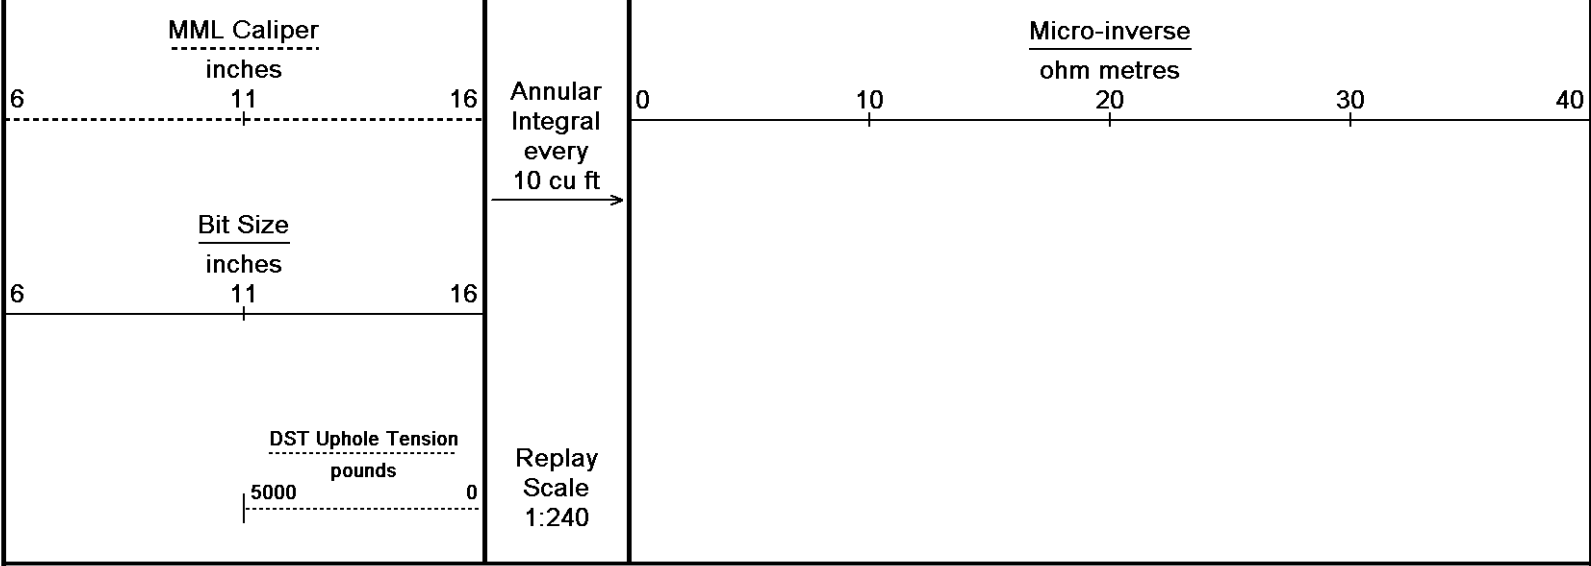 MML Caliper
inches
6 11 16
Bit Size
inches
6 11 16
DST Uphole Tension
pounds
5000 0
Annular
Integral
every
10 cu ft
Replay
Scale
1:240
Micro-inverse
ohm metres
0 10 20 30 40